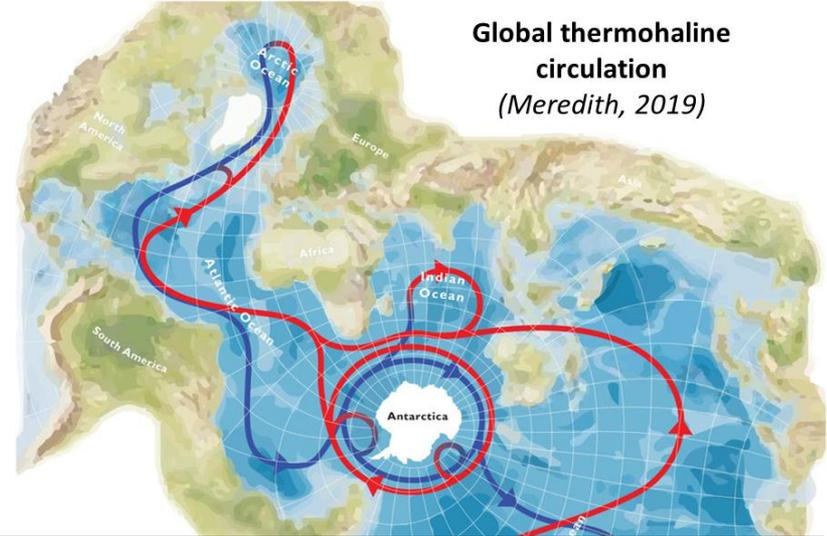 Global thermohaline
circulation
(Meredith, 2019)
Arctic
Ocean
North
America
Europe
Asia
Africa
Indian
Ocean
Atlantic Ocean
South America
Antarctica